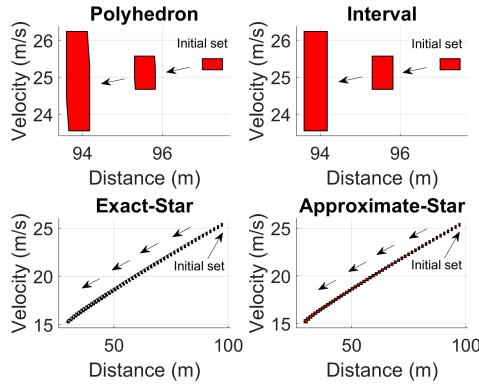 Polyhedron
Velocity (m/s)
26
25
24
Initial set
94
96
Distance (m)
Interval
Velocity (m/s)
26
25
24
Initial set
94
96
Distance (m)
Exact-Star
Velocity (m/s)
25
20
15
Initial set
50
100
Distance (m)
Approximate-Star
Velocity (m/s)
25
20
15
Initial set
50
100
Distance (m)